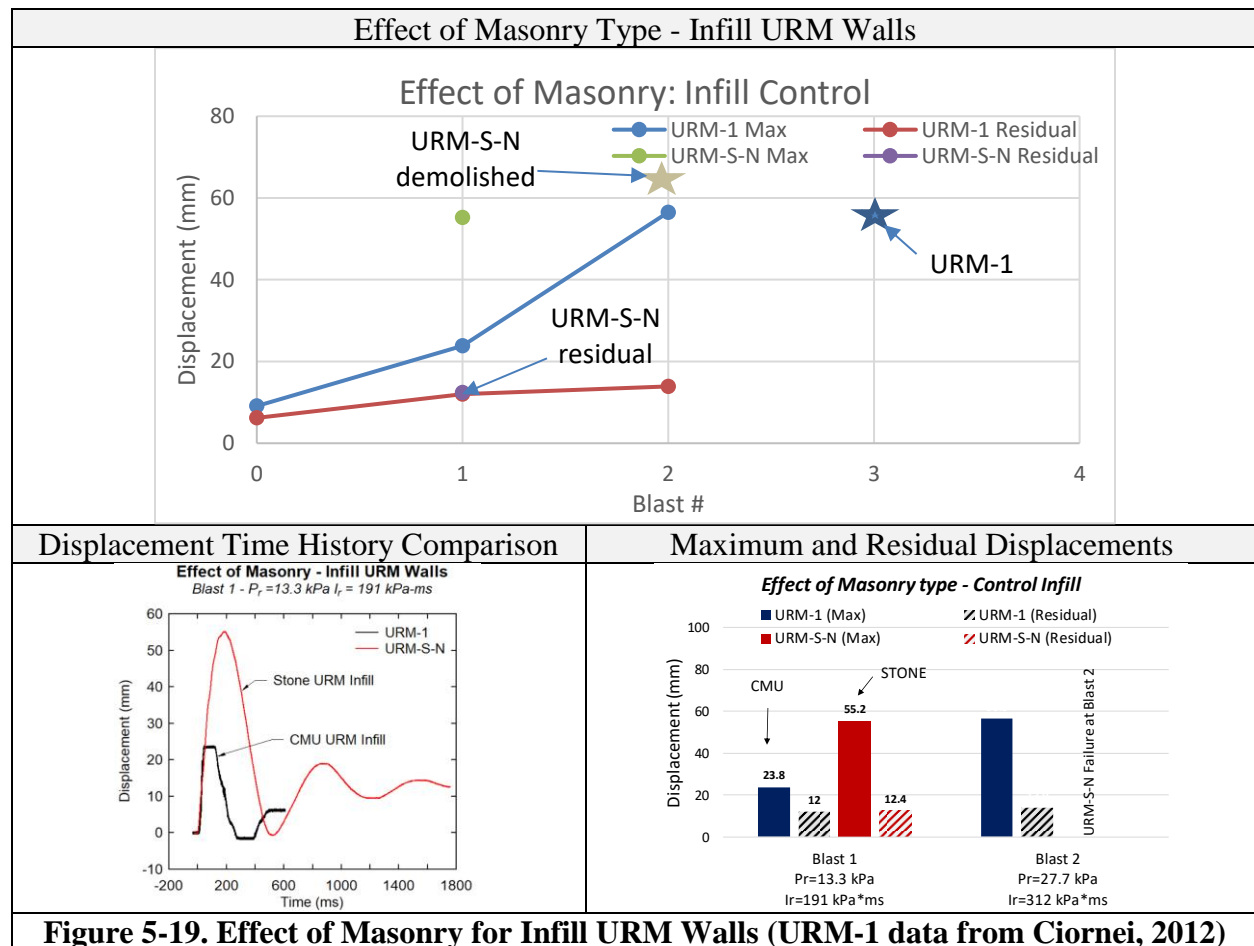 Effect of Masonry Type - Infill URM Walls
Effect of Masonry: Infill Control
URM-1 Max
URM-1 Residual
URM-S-N Max
URM-S-N Residual
URM-S-N
demolished
URM-1
URM-S-N
residual
Displacement (mm)
80
60
40
20
0
0 1 2 3 4
Blast #
Displacement Time History Comparison
Effect of Masonry - Infill URM Walls
Blast 1 - Pr =13.3 kPa Ir = 191 kPa-ms
URM-1
URM-S-N
Stone URM Infill
CMU URM Infill
Displacement (mm)
60
50
40
30
20
10
0
-10
-200 200 600 1000 1400 1800
Time (ms)
Maximum and Residual Displacements
Effect of Masonry type - Control Infill
URM-1 (Max)
URM-1 (Residual)
URM-S-N (Max)
URM-S-N (Residual)
Displacement (mm)
100
80
60
40
20
0
CMU
STONE
23.8
12
55.2
12.4
URM-S-N Failure at Blast 2
Blast 1
Pr=13.3 kPa
Ir=191 kPa*ms
Blast 2
Pr=27.7 kPa
Ir=312 kPa*ms
Figure 5-19. Effect of Masonry for Infill URM Walls (URM-1 data from Ciornei, 2012)